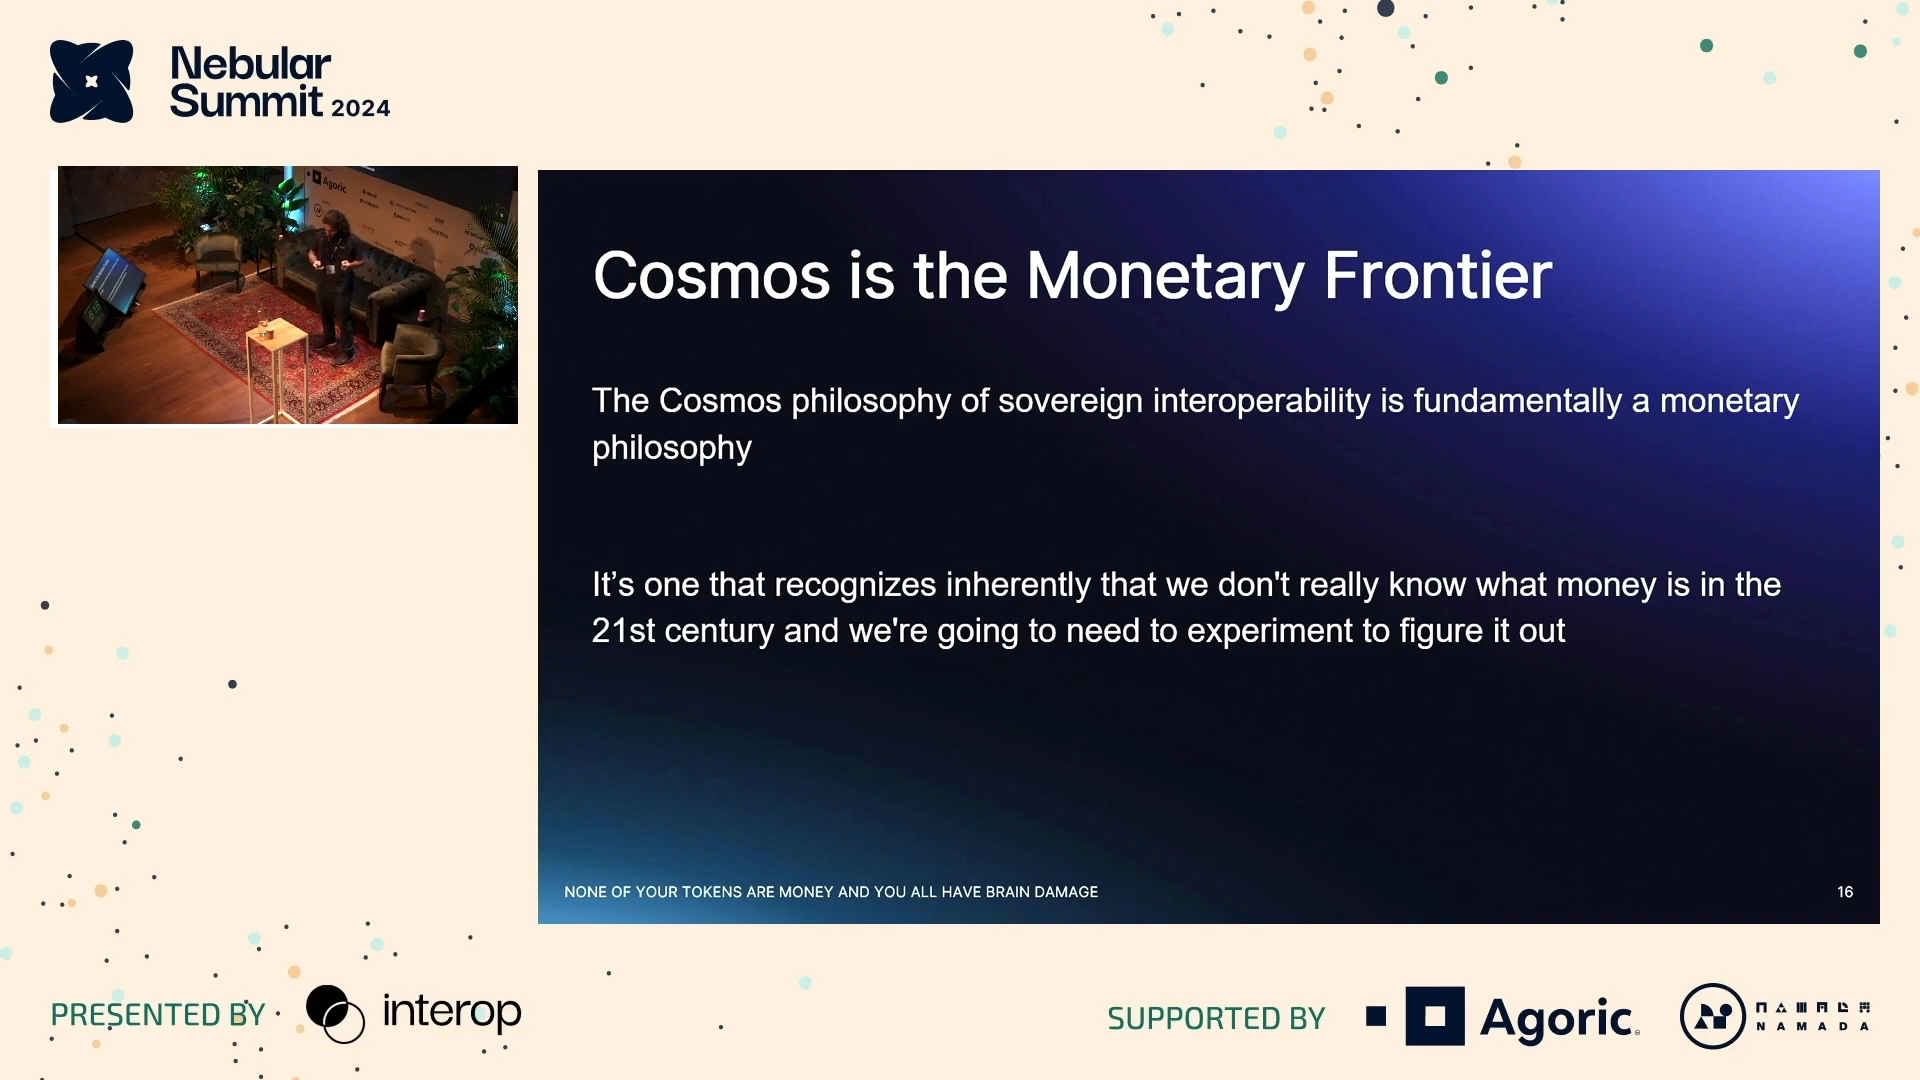 Nebular
Summit 2024
Agoric
Cosmos is the Monetary Frontier
The Cosmos philosophy of sovereign interoperability is fundamentally a monetary
philosophy
It’s one that recognizes inherently that we don't really know what money is in the
21st century and we're going to need to experiment to figure it out
NONE OF YOUR TOKENS ARE MONEY AND YOU ALL HAVE BRAIN DAMAGE
16
PRESENTED BY
interop
SUPPORTED BY
Agoric
NAMADA